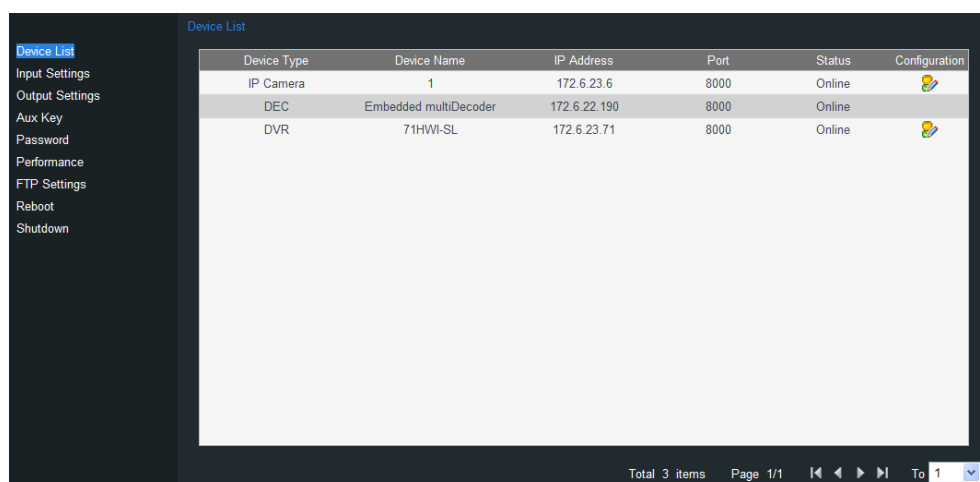 Device List
Device List
Input Settings
Output Settings
Aux Key
Password
Performance
FTP Settings
Reboot
Shutdown
Device Type Device Name IP Address Port Status Configuration
IP Camera 1 172.6.23.6 8000 Online
DEC Embedded multiDecoder 172.6.22.190 8000 Online
DVR 71HWI-SL 172.6.23.71 8000 Online
Total 3 items Page 1/1 To 1